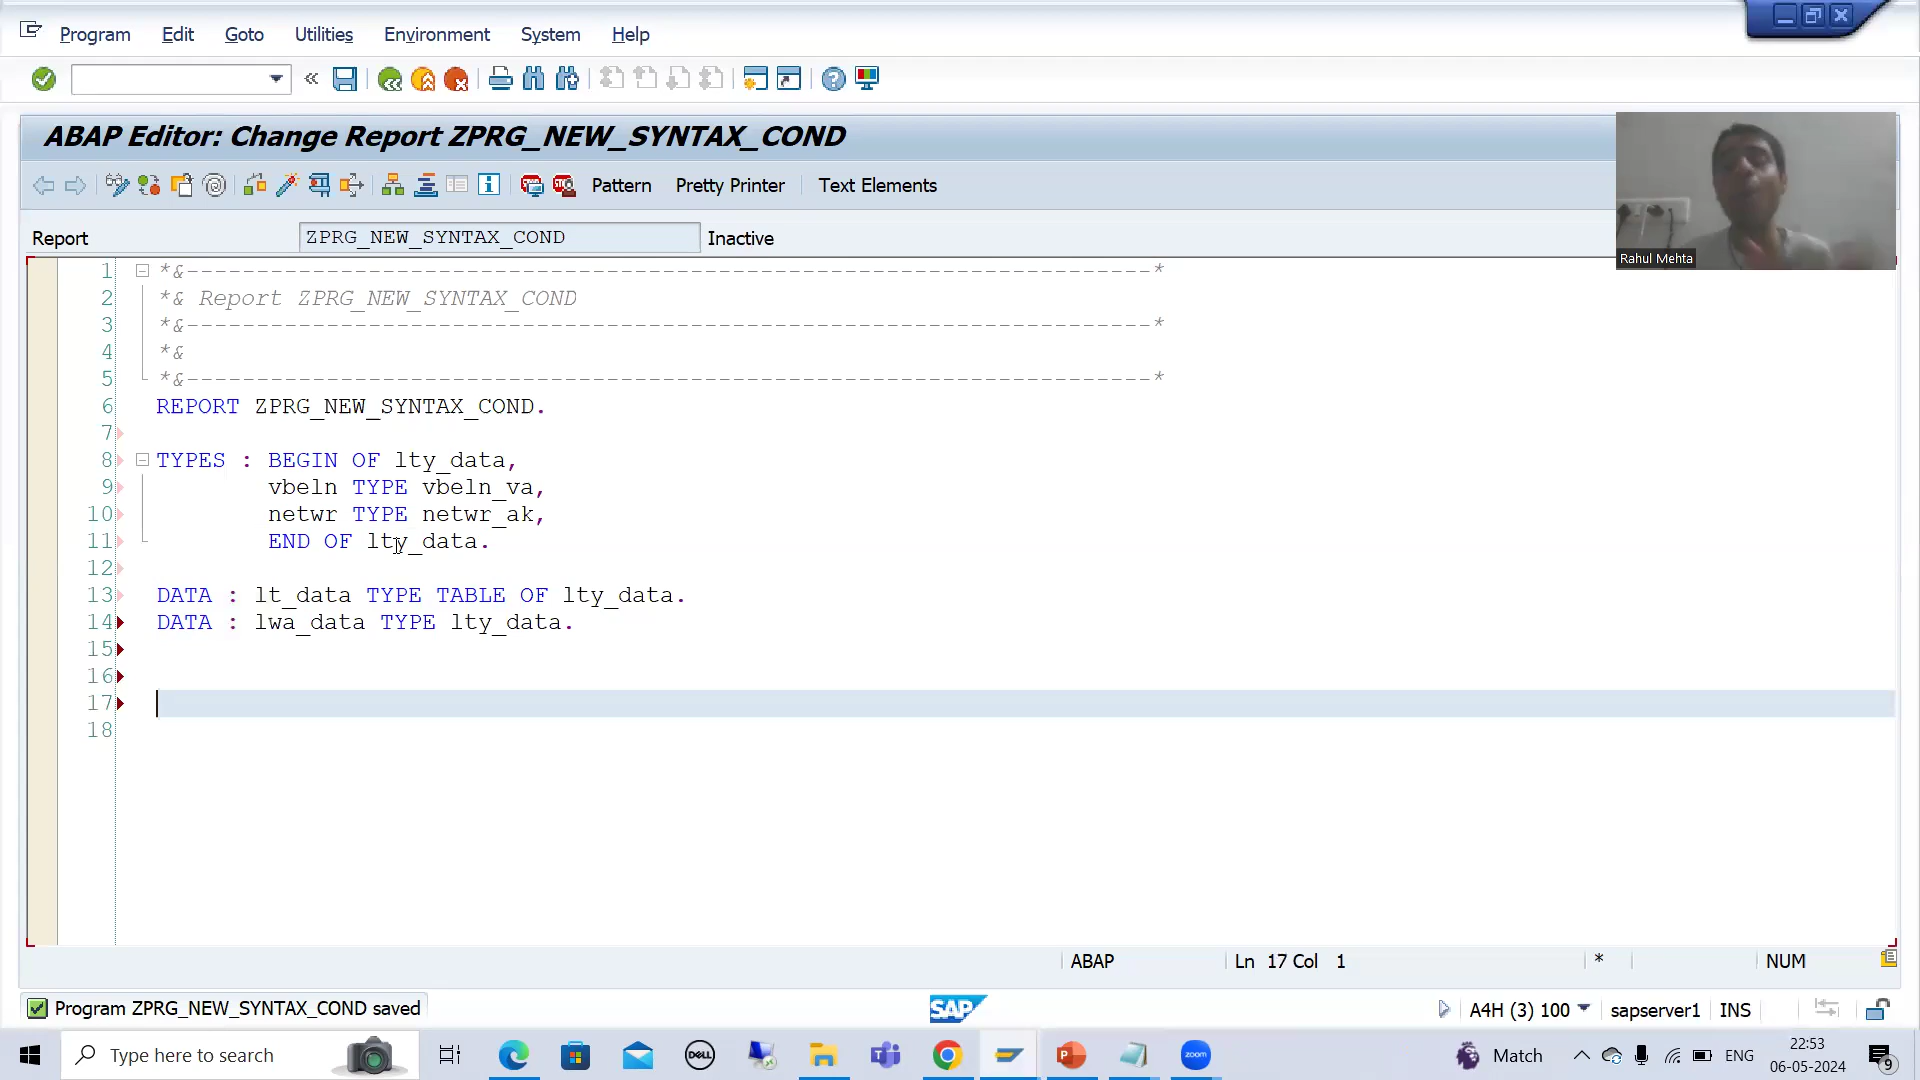 Program Edit Goto Utilities Environment System Help
ABAP Editor: Change Report ZPRG_NEW_SYNTAX_COND
Pattern Pretty Printer Text Elements
Report ZPRG_NEW_SYNTAX_COND Inactive
Rahul Mehta
1 *&---------------------------------------------------------------------*
2 *& Report ZPRG_NEW_SYNTAX_COND
3 *&---------------------------------------------------------------------*
4 *&
5 *&---------------------------------------------------------------------*
6 REPORT ZPRG_NEW_SYNTAX_COND.
7
8 TYPES : BEGIN OF lty_data,
9 vbeln TYPE vbeln_va,
10 netwr TYPE netwr_ak,
11 END OF lty_data.
12
13 DATA : lt_data TYPE TABLE OF lty_data.
14 DATA : lwa_data TYPE lty_data.
15
16
17
18
ABAP Ln 17 Col 1 * NUM
Program ZPRG_NEW_SYNTAX_COND saved SAP A4H (3) 100 sapserver1 INS
Type here to search DELL zoom Match ENG 22:53
06-05-2024 9